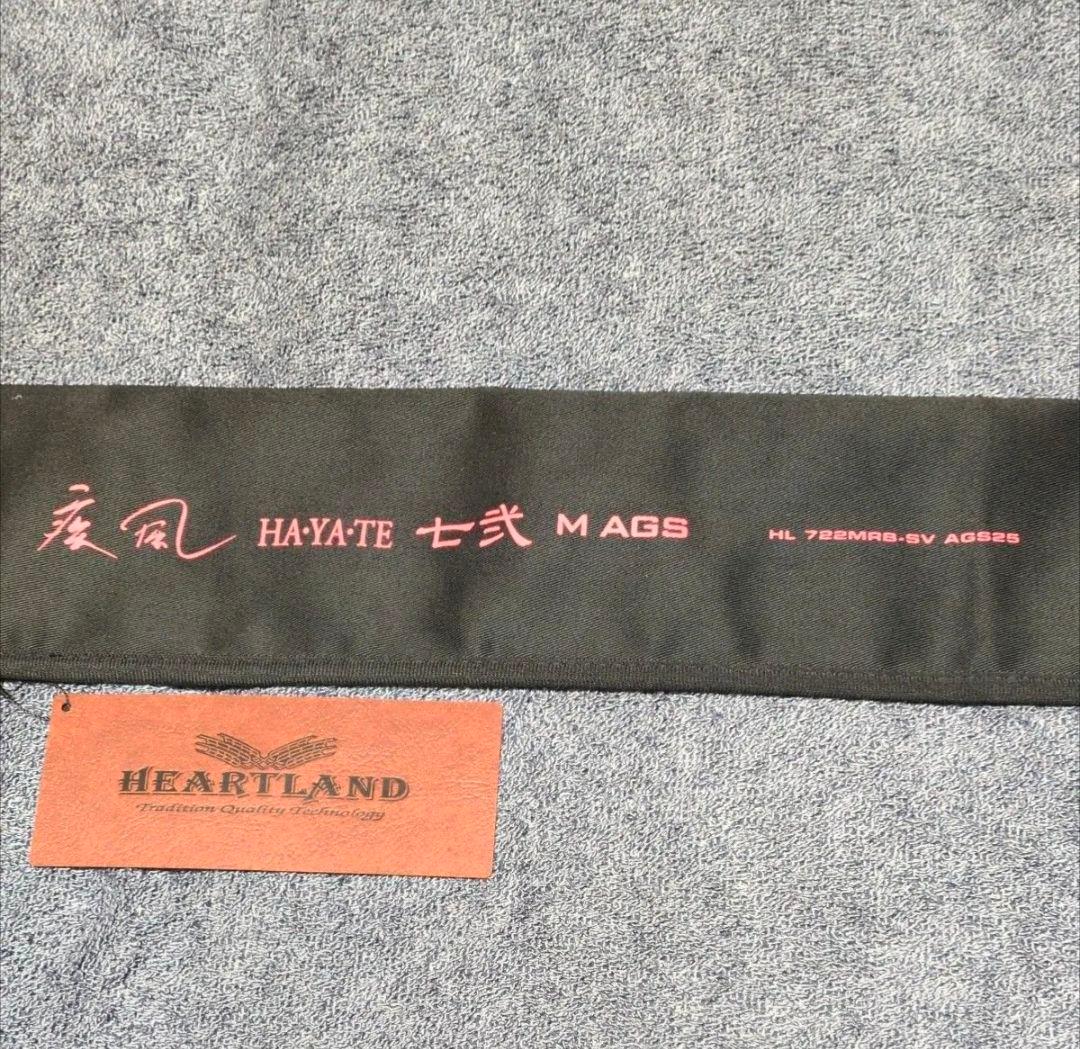 疾風 HA·YA·TE 七弐 M AGS HL 722MRB-SV AGS25
HEARTLAND
Tradition Quality Technology